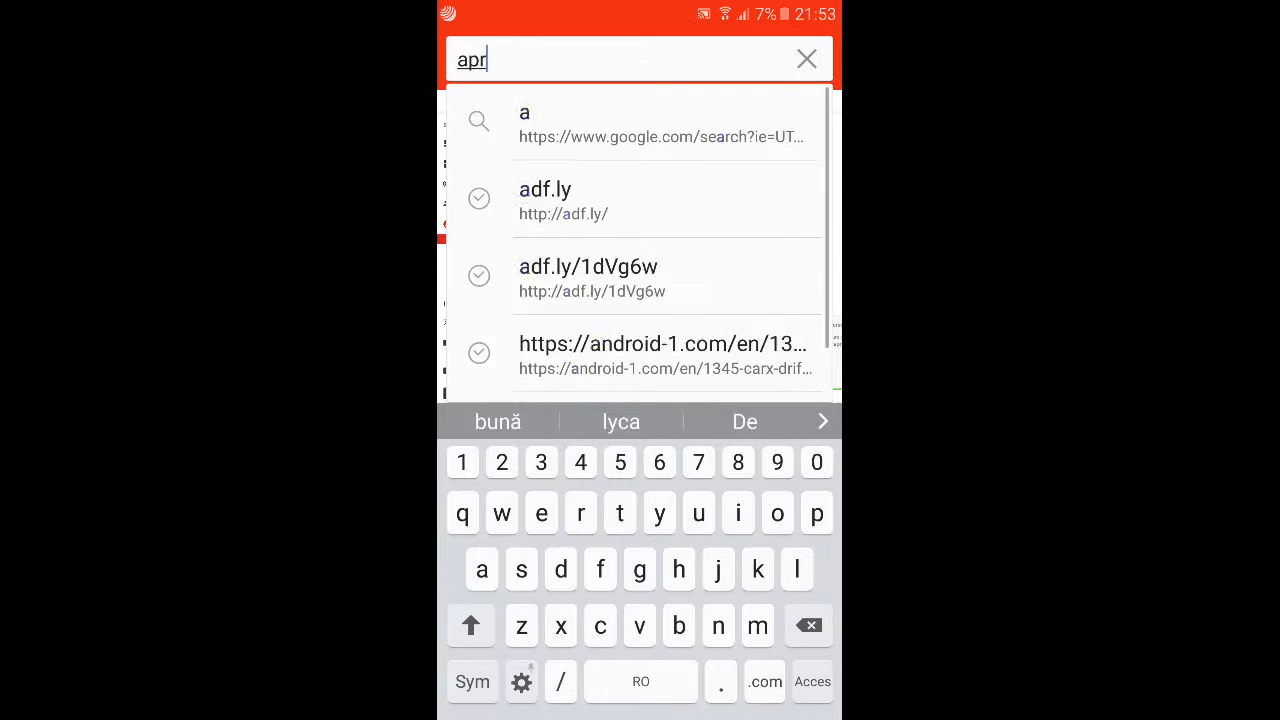 7% 21:53
apr
a
https://www.google.com/search?ie=UT...
adf.ly
http://adf.ly/
adf.ly/1dVg6w
http://adf.ly/1dVg6w
https://android-1.com/en/13...
https://android-1.com/en/1345-carx-drif...
bună lyca De
1 2 3 4 5 6 7 8 9 0
q w e r t y u i o p
a s d f g h j k l
z x c v b n m
Sym / RO . .com Acces